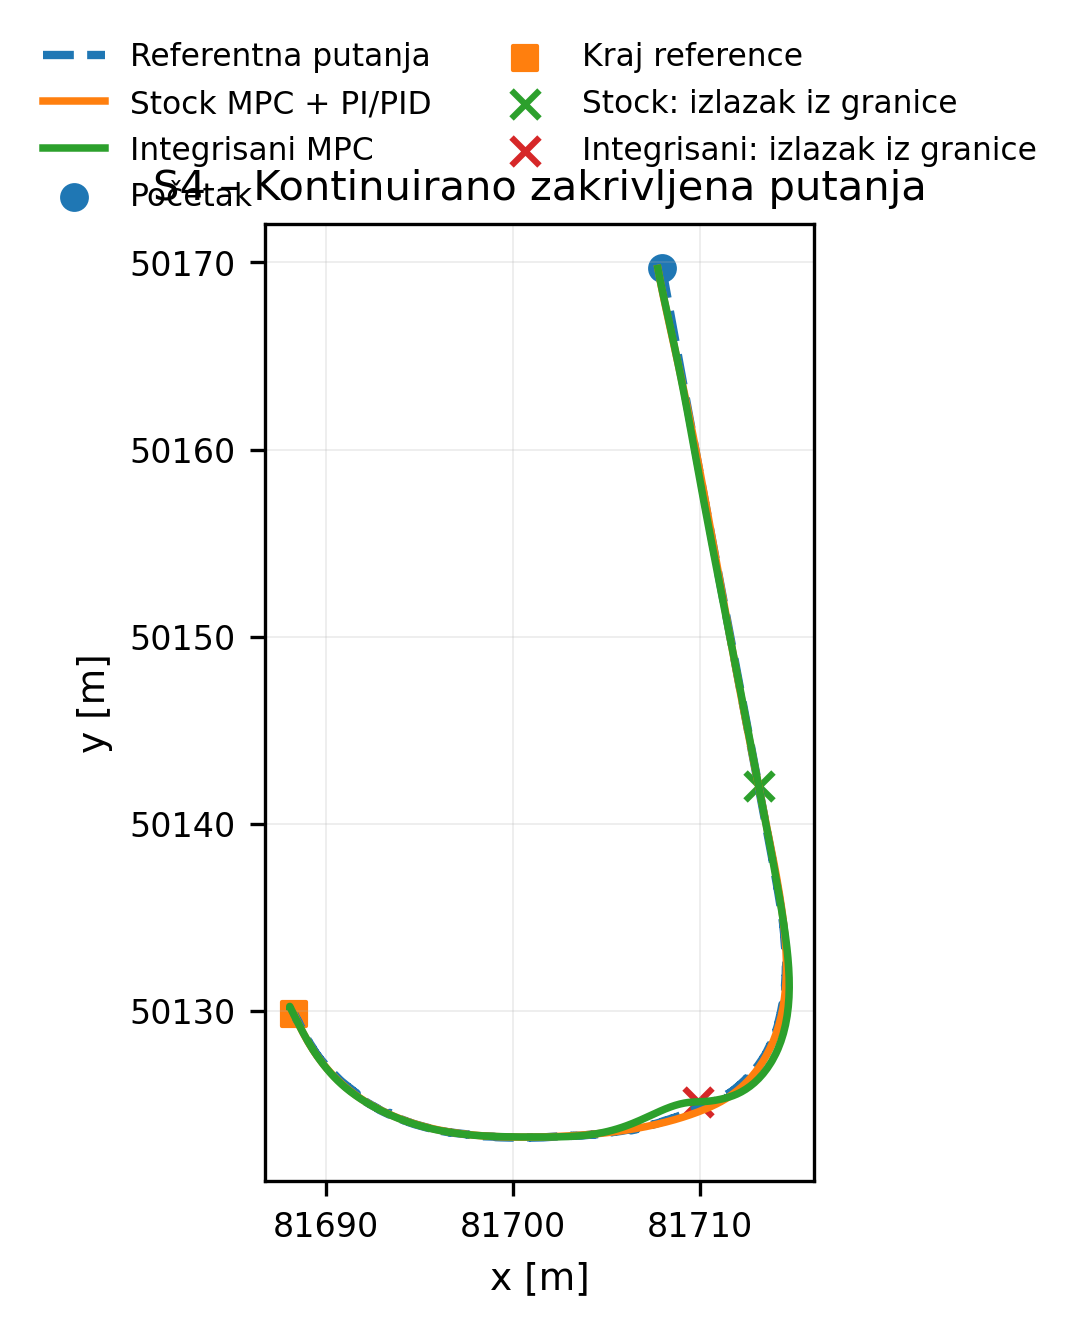 Referentna putanja
Stock MPC + PI/PID
Integrisani MPC
Početak
Kraj reference
Stock: izlazak iz granice
Integrisani: izlazak iz granice
S4 – Kontinuirano zakrivljena putanja
50170
50160
50150
50140
50130
y [m]
81690 81700 81710
x [m]